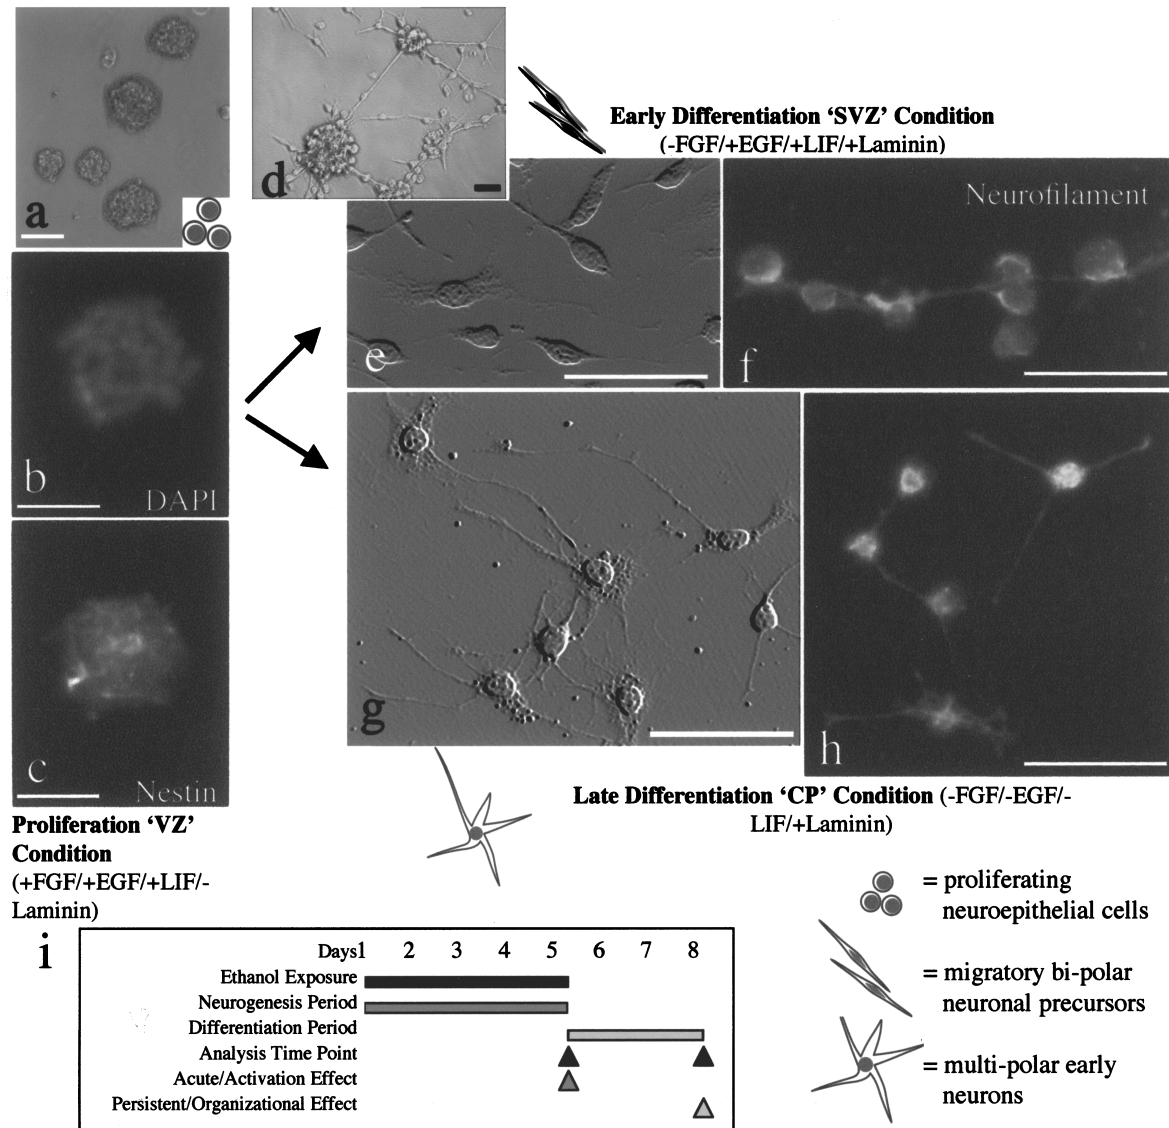 a
d
Early Differentiation ‘SVZ’ Condition
(-FGF/+EGF/+LIF/+Laminin)
e
Neurofilament
f
b
DAPI
c
Nestin
g
h
Proliferation ‘VZ’
Condition
(+FGF/+EGF/+LIF/-
Laminin)
Late Differentiation ‘CP’ Condition (-FGF/-EGF/-
LIF/+Laminin)
= proliferating
neuroepithelial cells
= migratory bi-polar
neuronal precursors
= multi-polar early
neurons
i
Days1 2 3 4 5 6 7 8
Ethanol Exposure
Neurogenesis Period
Differentiation Period
Analysis Time Point
Acute/Activation Effect
Persistent/Organizational Effect